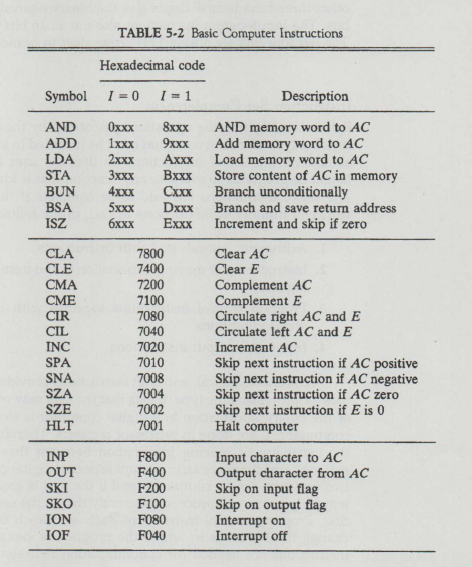 TABLE 5-2 Basic Computer Instructions
Hexadecimal code
Symbol I = 0 I = 1 Description
AND 0xxx 8xxx AND memory word to AC
ADD 1xxx 9xxx Add memory word to AC
LDA 2xxx Axxx Load memory word to AC
STA 3xxx Bxxx Store content of AC in memory
BUN 4xxx Cxxx Branch unconditionally
BSA 5xxx Dxxx Branch and save return address
ISZ 6xxx Exxx Increment and skip if zero
CLA 7800 Clear AC
CLE 7400 Clear E
CMA 7200 Complement AC
CME 7100 Complement E
CIR 7080 Circulate right AC and E
CIL 7040 Circulate left AC and E
INC 7020 Increment AC
SPA 7010 Skip next instruction if AC positive
SNA 7008 Skip next instruction if AC negative
SZA 7004 Skip next instruction if AC zero
SZE 7002 Skip next instruction if E is 0
HLT 7001 Halt computer
INP F800 Input character to AC
OUT F400 Output character from AC
SKI F200 Skip on input flag
SKO F100 Skip on output flag
ION F080 Interrupt on
IOF F040 Interrupt off